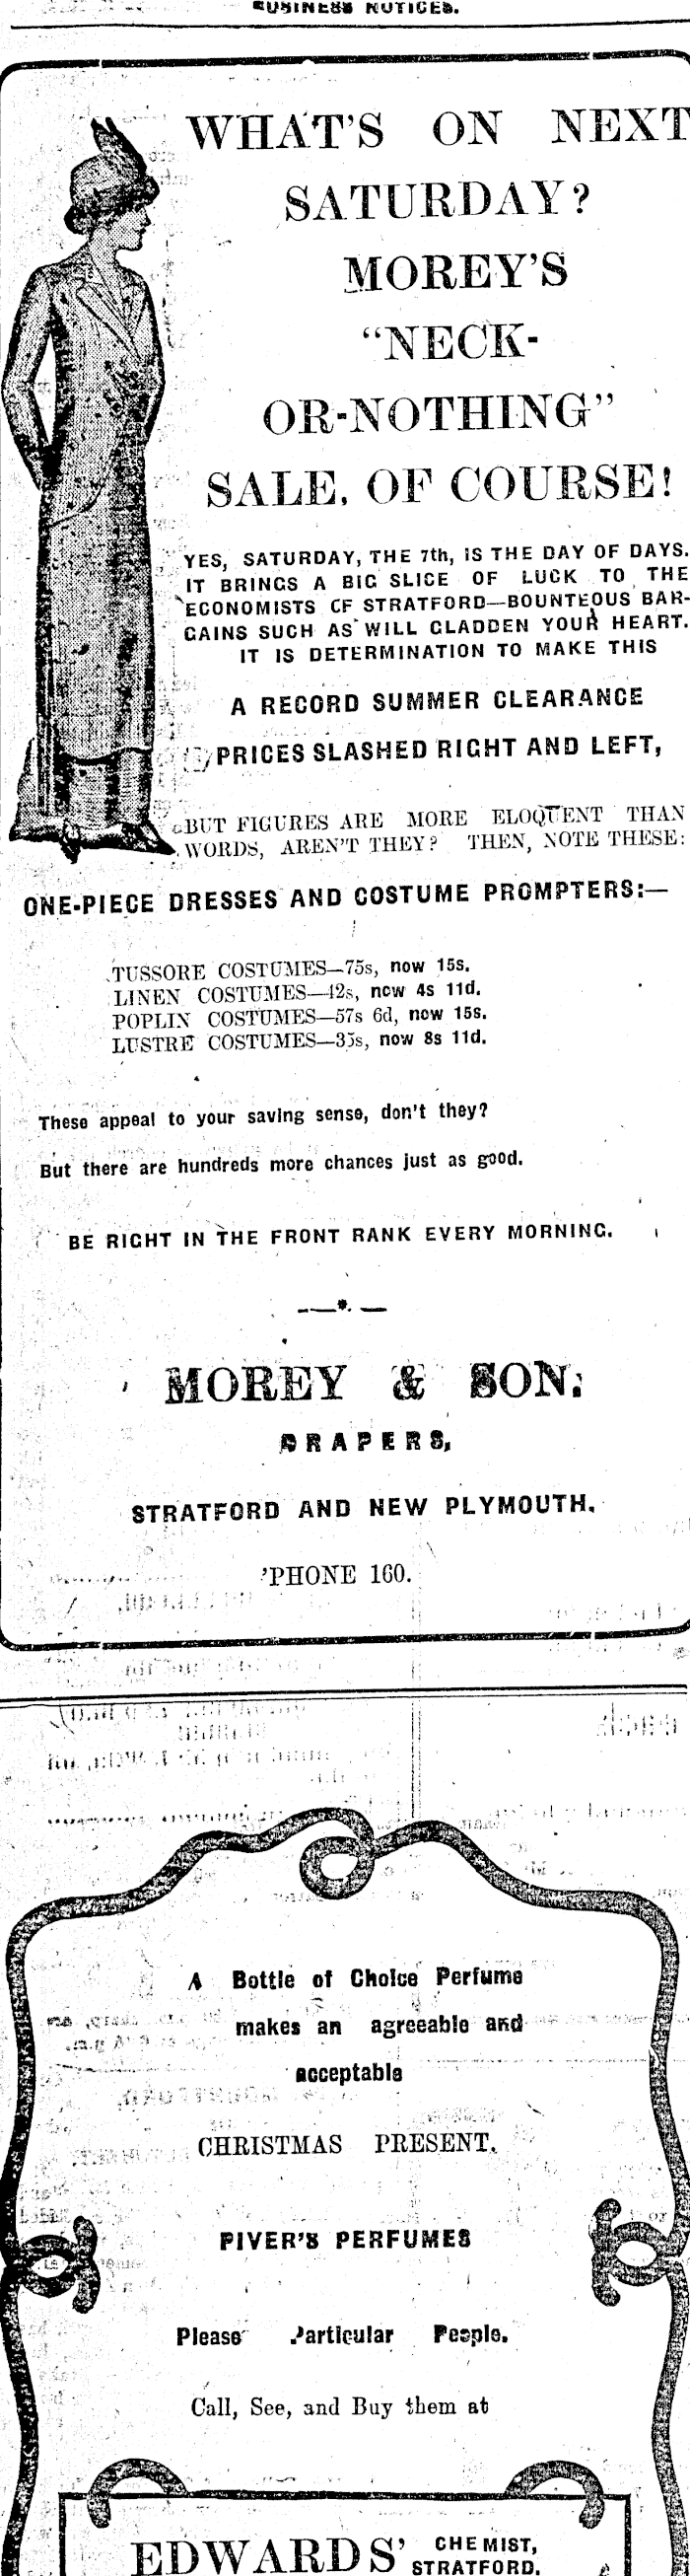 BUSINESS NOTICES.
WHAT'S ON NEXT
SATURDAY?
MOREY'S
"NECK-
OR-NOTHING"
SALE, OF COURSE!
YES, SATURDAY, THE 7th, IS THE DAY OF DAYS.
IT BRINGS A BIG SLICE OF LUCK TO THE
ECONOMISTS OF STRATFORD—BOUNTEOUS BAR-
GAINS SUCH AS WILL GLADDEN YOUR HEART.
IT IS DETERMINATION TO MAKE THIS
A RECORD SUMMER CLEARANCE
PRICES SLASHED RIGHT AND LEFT,
BUT FIGURES ARE MORE ELOQUENT THAN
WORDS, AREN'T THEY? THEN, NOTE THESE:
ONE-PIECE DRESSES AND COSTUME PROMPTERS:—
TUSSORE COSTUMES—75s, now 15s.
LINEN COSTUMES—42s, now 4s 11d.
POPLIN COSTUMES—57s 6d, now 15s.
LUSTRE COSTUMES—35s, now 8s 11d.
These appeal to your saving sense, don't they?
But there are hundreds more chances just as good.
BE RIGHT IN THE FRONT RANK EVERY MORNING.
MOREY & SON.
DRAPERS,
STRATFORD AND NEW PLYMOUTH.
'PHONE 160.
A Bottle of Choice Perfume
makes an agreeable and
acceptable
CHRISTMAS PRESENT.
PIVER'S PERFUMES
Please Particular People.
Call, See, and Buy them at
EDWARDS' CHEMIST,
STRATFORD.